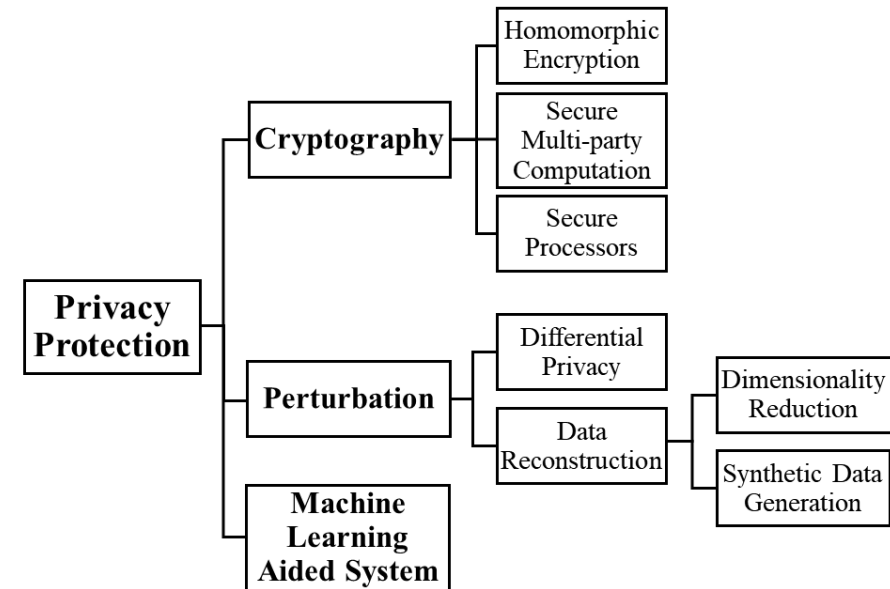 Homomorphic
Encryption
Secure
Multi-party
Computation
Cryptography
Secure
Processors
Privacy
Protection
Differential
Privacy
Perturbation
Data
Reconstruction
Dimensionality
Reduction
Synthetic Data
Generation
Machine
Learning
Aided System